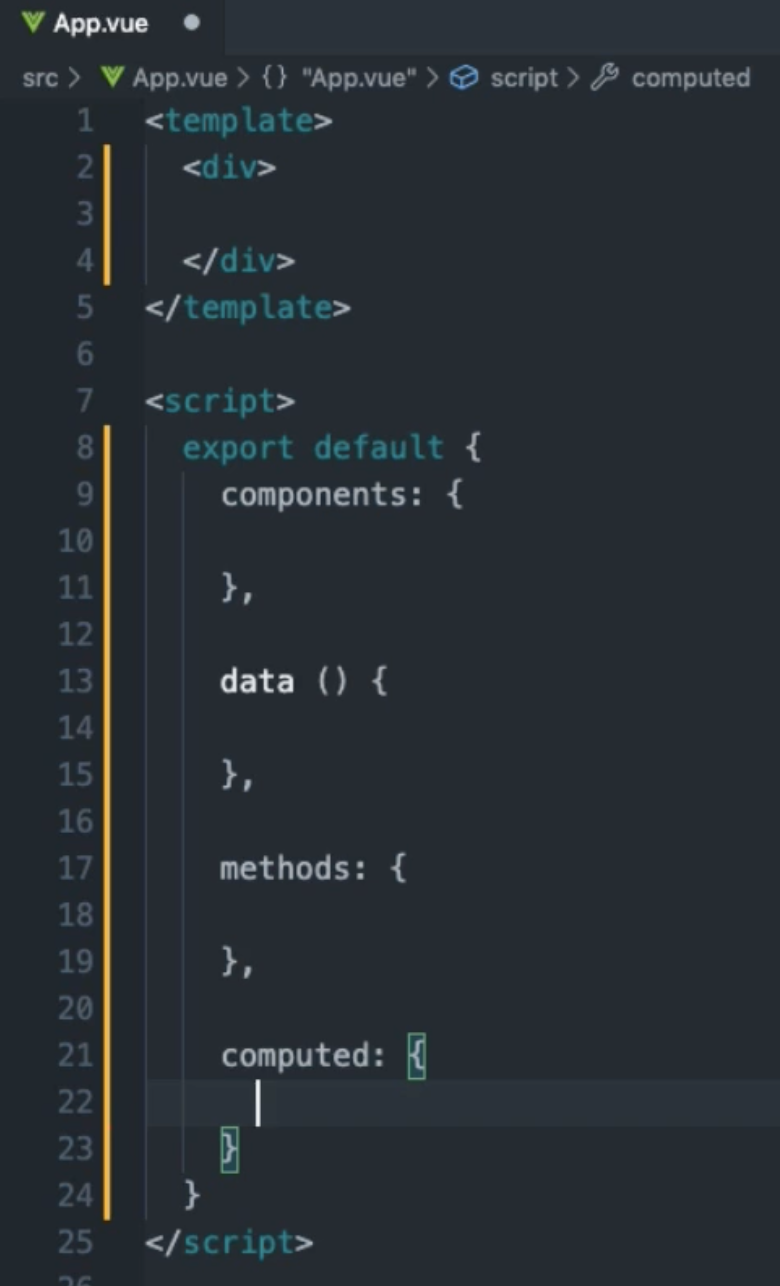 App.vue
src > App.vue > {} "App.vue" > script > computed
1 <template>
2 <div>
3
4 </div>
5 </template>
6
7 <script>
8 export default {
9 components: {
10
11 },
12
13 data () {
14
15 },
16
17 methods: {
18
19 },
20
21 computed: {
22
23 }
24 }
25 </script>
26